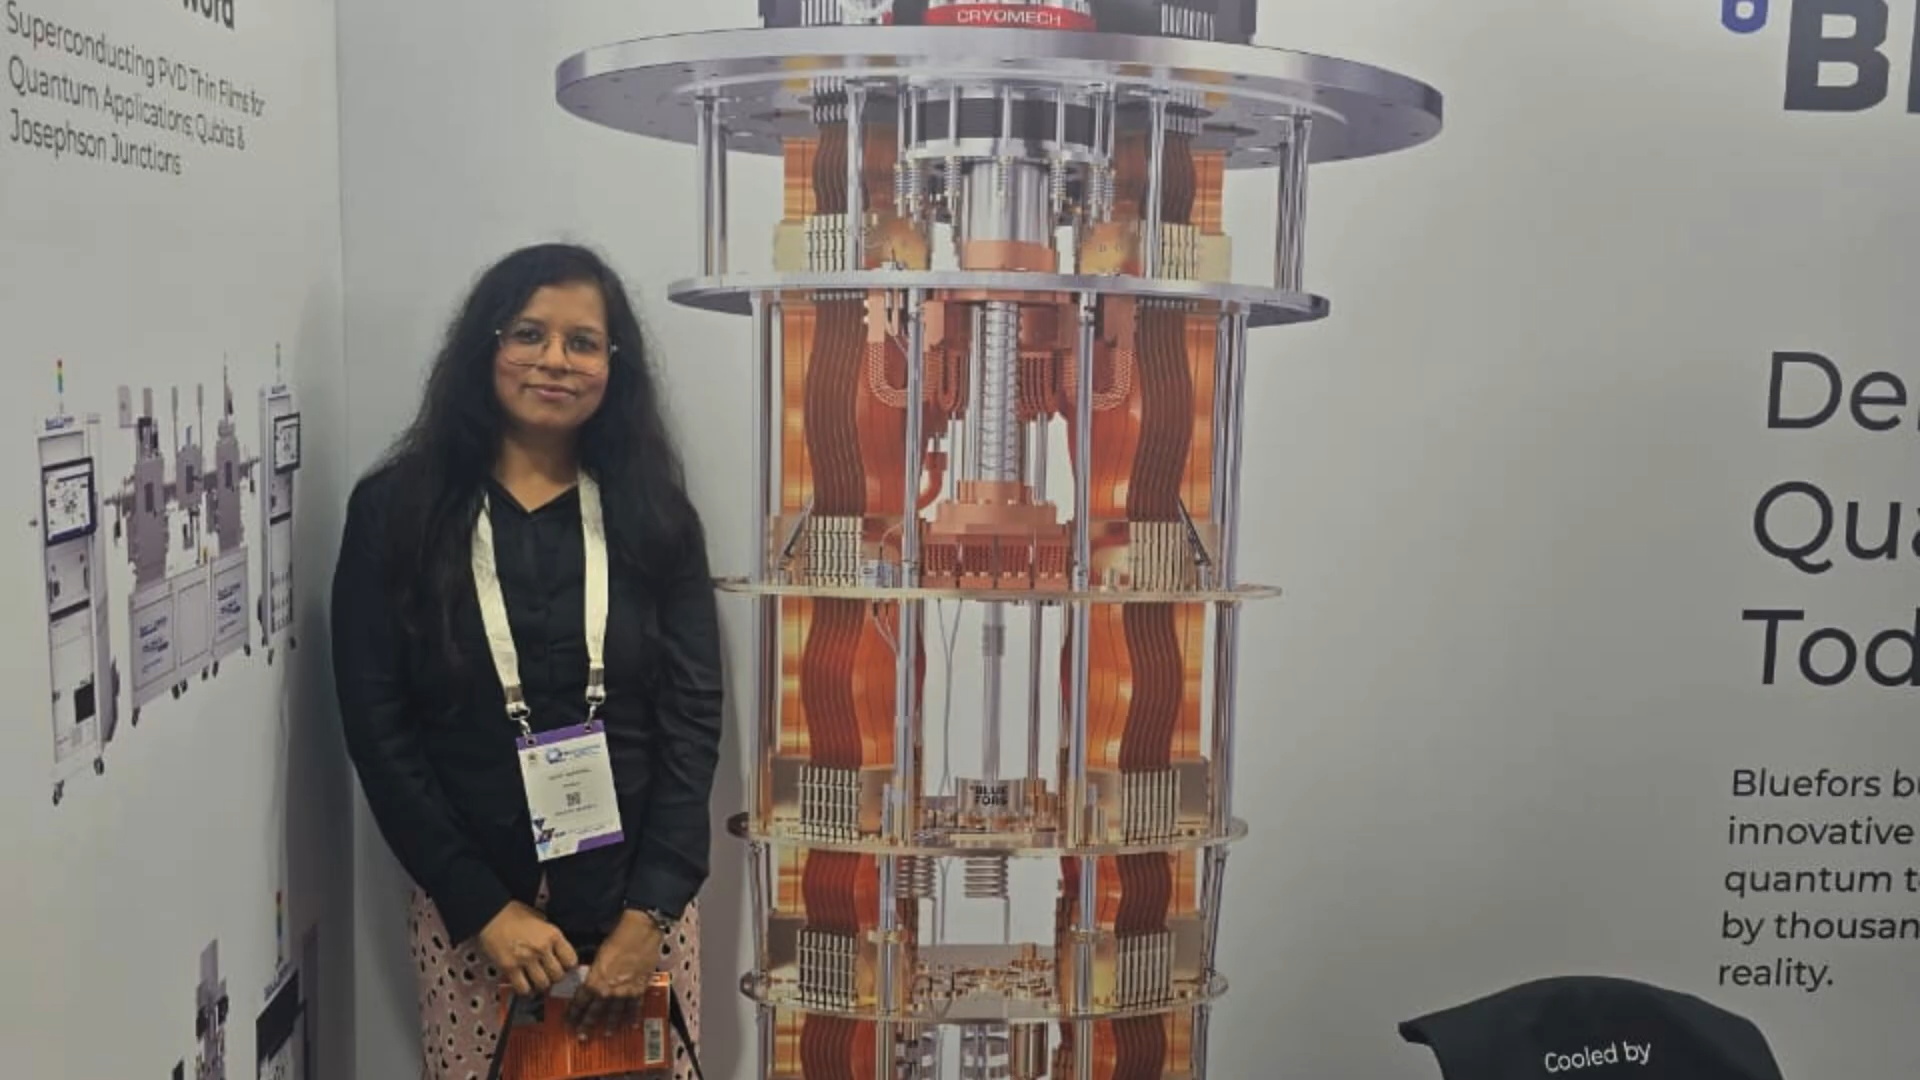 Superconducting PVD Thin Films for
Quantum Applications, Qubits &
Josephson Junctions
CRYOMECH
BLUE
FORS
De
Qu
Tod
Bluefors b
innovative
quantum t
by thousan
reality.
Cooled by